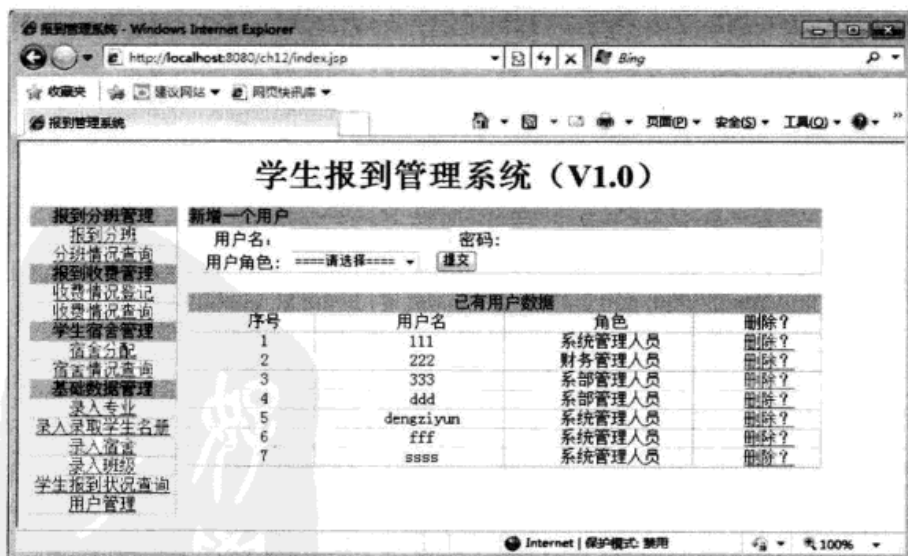 报到管理系统 - Windows Internet Explorer
http://localhost:8080/ch12/index.jsp
Bing
收藏夹 建议网站 网页快讯库
报到管理系统
页面(P) 安全(S) 工具(O)
学生报到管理系统（V1.0）
报到分班管理
报到分班
分班情况查询
报到收费管理
收费情况登记
收费情况查询
学生宿舍管理
宿舍分配
宿舍情况查询
基础数据管理
录入专业
录入录取学生名册
录入宿舍
录入班级
学生报到状况查询
用户管理
新增一个用户
用户名： 密码：
用户角色： ====请选择==== 提交
已有用户数据
序号 用户名 角色 删除？
1 111 系统管理人员 删除？
2 222 财务管理人员 删除？
3 333 系部管理人员 删除？
4 ddd 系部管理人员 删除？
5 dengziyun 系统管理人员 删除？
6 fff 系统管理人员 删除？
7 ssss 系统管理人员 删除？
Internet | 保护模式: 禁用
100%